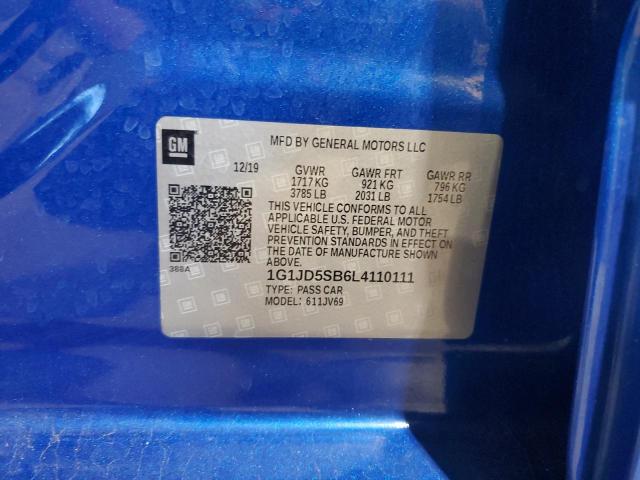 GM
MFD BY GENERAL MOTORS LLC
12/19 GVWR GAWR FRT GAWR RR
1717 KG 921 KG 796 KG
3785 LB 2031 LB 1754 LB
THIS VEHICLE CONFORMS TO ALL
APPLICABLE U.S. FEDERAL MOTOR
VEHICLE SAFETY, BUMPER, AND THEFT
PREVENTION STANDARDS IN EFFECT ON
THE DATE OF MANUFACTURE SHOWN
ABOVE.
388A
1G1JD5SB6L4110111
TYPE: PASS CAR
MODEL: 611JV69